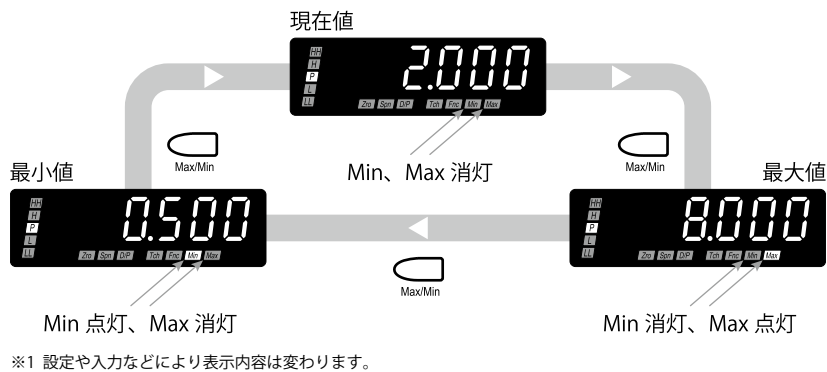 現在値
HH
H
P
L
LL
2.000
Zro Spn D/P Tch Fnc Min Max
Max/Min
Max/Min
Min、Max 消灯
最小値
HH
H
P
L
LL
0.500
Zro Spn D/P Tch Fnc Min Max
最大値
HH
H
P
L
LL
8.000
Zro Spn D/P Tch Fnc Min Max
Max/Min
Min 点灯、Max 消灯
Min 消灯、Max 点灯
※1 設定や入力などにより表示内容は変わります。